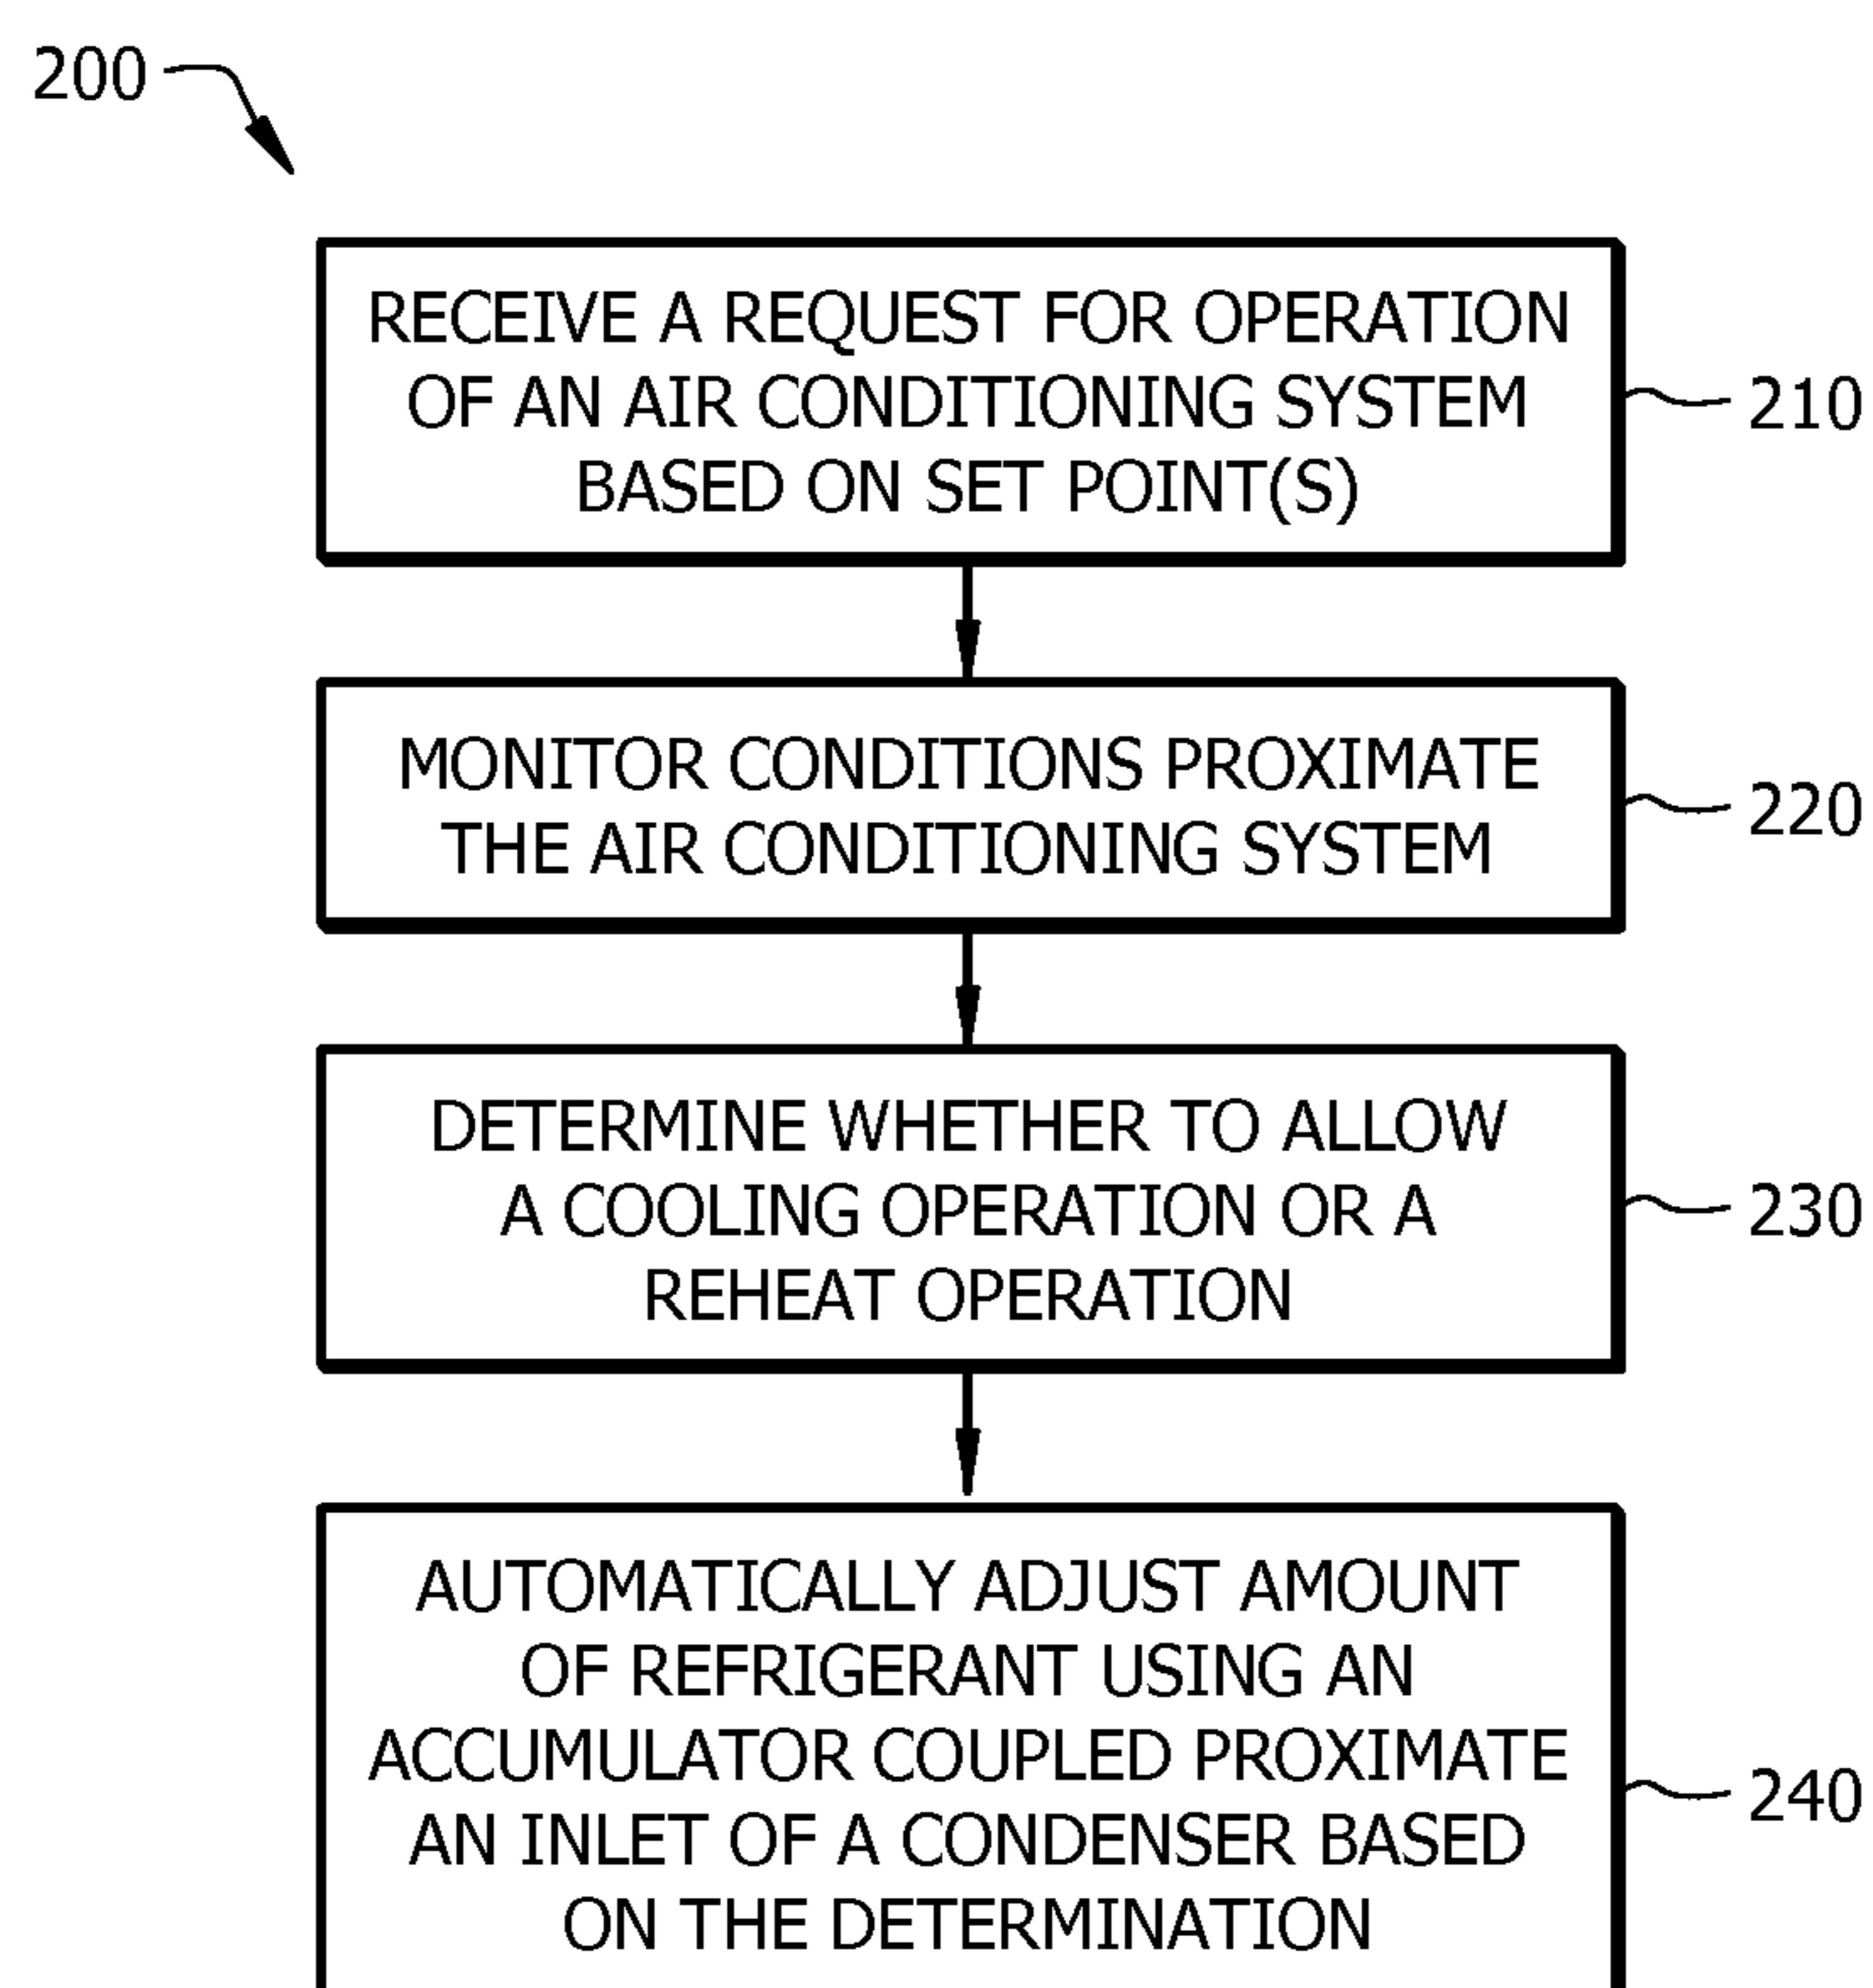 200
RECEIVE A REQUEST FOR OPERATION
OF AN AIR CONDITIONING SYSTEM
BASED ON SET POINT(S)
210
MONITOR CONDITIONS PROXIMATE
THE AIR CONDITIONING SYSTEM
220
DETERMINE WHETHER TO ALLOW
A COOLING OPERATION OR A
REHEAT OPERATION
230
AUTOMATICALLY ADJUST AMOUNT
OF REFRIGERANT USING AN
ACCUMULATOR COUPLED PROXIMATE
AN INLET OF A CONDENSER BASED
ON THE DETERMINATION
240